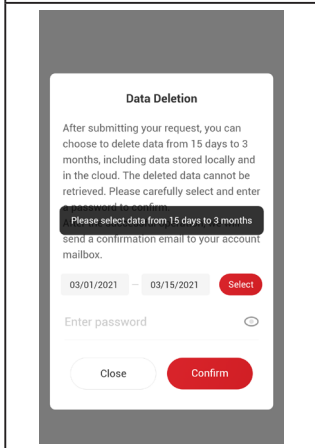 Data Deletion
After submitting your request, you can
choose to delete data from 15 days to 3
months, including data stored locally and
in the cloud. The deleted data cannot be
retrieved. Please carefully select and enter
a password to confirm.
Please select data from 15 days to 3 months
send a confirmation email to your account
mailbox.
03/01/2021 – 03/15/2021 Select
Enter password
Close Confirm